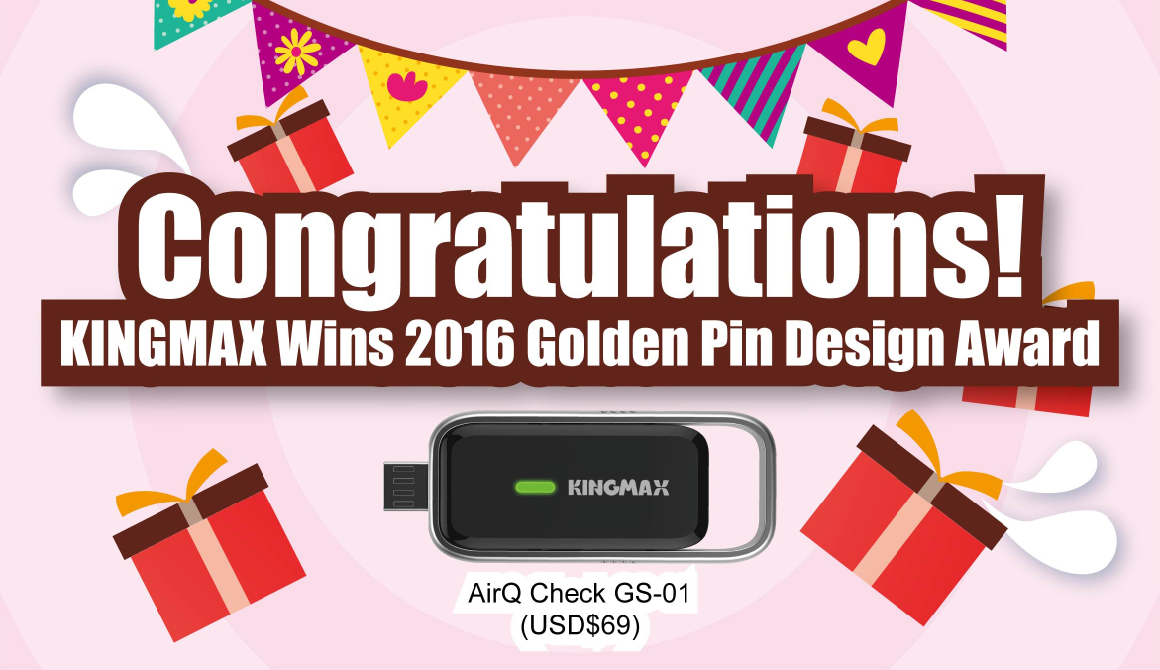 Congratulations!
KINGMAX Wins 2016 Golden Pin Design Award
KINGMAX
AirQ Check GS-01
(USD$69)